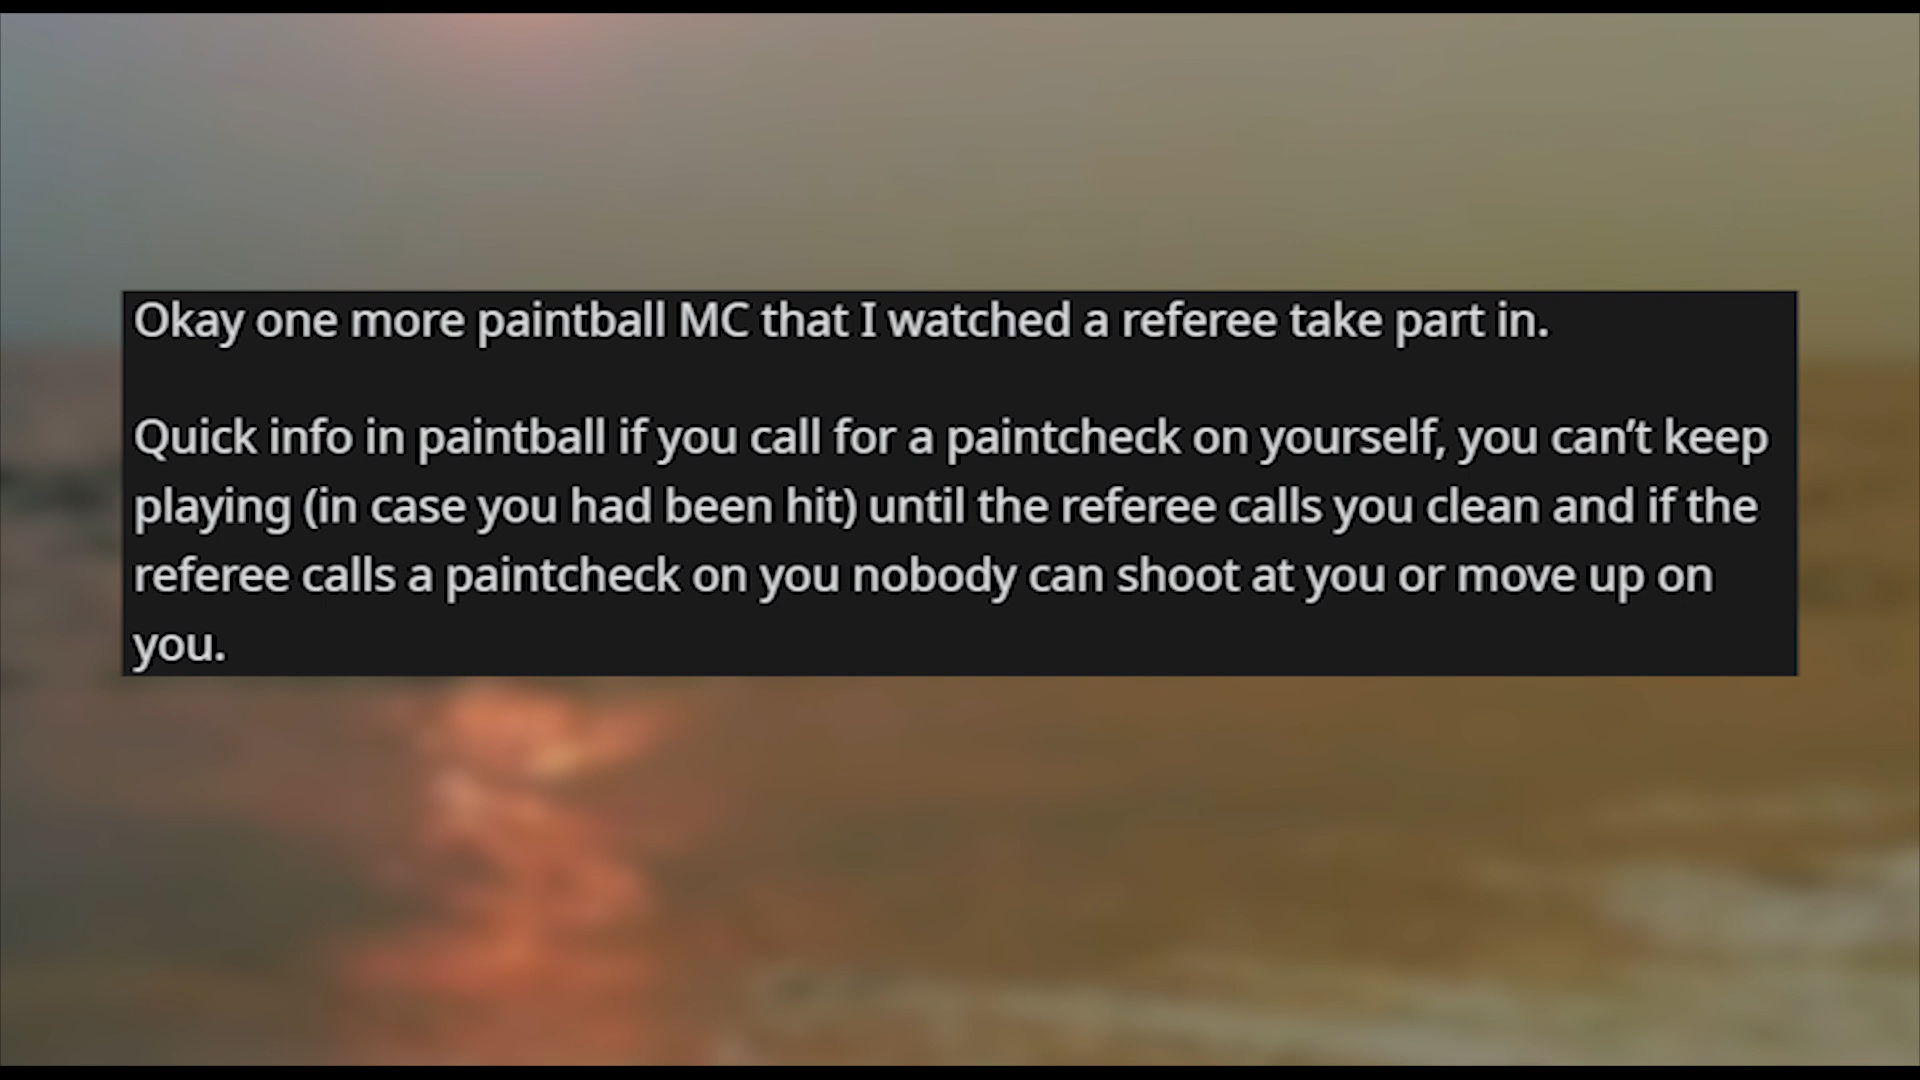 Okay one more paintball MC that I watched a referee take part in.
Quick info in paintball if you call for a paintcheck on yourself, you can’t keep
playing (in case you had been hit) until the referee calls you clean and if the
referee calls a paintcheck on you nobody can shoot at you or move up on
you.